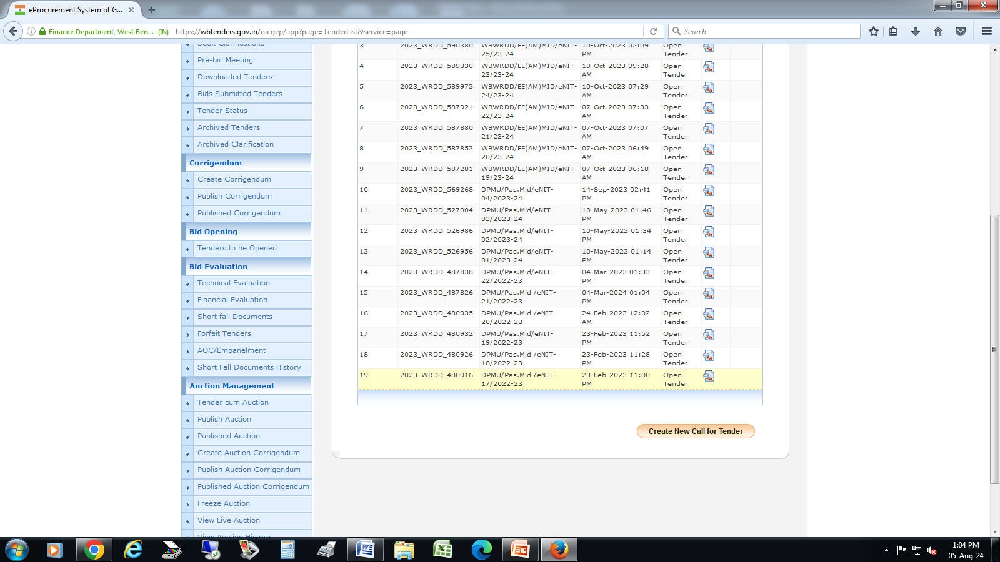 eProcurement System of G...
Finance Department, West Ben... (IN)
https://wbtenders.gov.in/nicgep/app?page=TenderList&service=page
Search
Seek Clarifications
Pre-bid Meeting
Downloaded Tenders
Bids Submitted Tenders
Tender Status
Archived Tenders
Archived Clarification
Corrigendum
Create Corrigendum
Publish Corrigendum
Published Corrigendum
Bid Opening
Tenders to be Opened
Bid Evaluation
Technical Evaluation
Financial Evaluation
Short fall Documents
Forfeit Tenders
AOC/Empanelment
Short Fall Documents History
Auction Management
Tender cum Auction
Publish Auction
Published Auction
Create Auction Corrigendum
Publish Auction Corrigendum
Published Auction Corrigendum
Freeze Auction
View Live Auction
View Auction History
3 2023_WRDD_590380 WBWRDD/EE(AM)MID/eNIT- 10-Oct-2023 02:09 Open
25/23-24 PM Tender
4 2023_WRDD_589330 WBWRDD/EE(AM)MID/eNIT- 10-Oct-2023 09:28 Open
23/23-24 AM Tender
5 2023_WRDD_589973 WBWRDD/EE(AM)MID/eNIT- 10-Oct-2023 07:29 Open
24/23-24 AM Tender
6 2023_WRDD_587921 WBWRDD/EE(AM)MID/eNIT- 07-Oct-2023 07:33 Open
22/23-24 AM Tender
7 2023_WRDD_587880 WBWRDD/EE(AM)MID/eNIT- 07-Oct-2023 07:07 Open
21/23-24 AM Tender
8 2023_WRDD_587853 WBWRDD/EE(AM)MID/eNIT- 07-Oct-2023 06:49 Open
20/23-24 AM Tender
9 2023_WRDD_587281 WBWRDD/EE(AM)MID/eNIT- 07-Oct-2023 06:18 Open
19/23-24 AM Tender
10 2023_WRDD_569268 DPMU/Pas.Mid/eNIT- 14-Sep-2023 02:41 Open
04/2023-24 PM Tender
11 2023_WRDD_527004 DPMU/Pas.Mid/eNIT- 10-May-2023 01:46 Open
03/2023-24 PM Tender
12 2023_WRDD_526986 DPMU/Pas.Mid/eNIT- 10-May-2023 01:34 Open
02/2023-24 PM Tender
13 2023_WRDD_526956 DPMU/Pas.Mid/eNIT- 10-May-2023 01:14 Open
01/2023-24 PM Tender
14 2023_WRDD_487838 DPMU/Pas.Mid/eNIT- 04-Mar-2023 01:33 Open
22/2022-23 PM Tender
15 2023_WRDD_487826 DPMU/Pas.Mid /eNIT- 04-Mar-2024 01:04 Open
21/2022-23 PM Tender
16 2023_WRDD_480935 DPMU/Pas.Mid /eNIT- 24-Feb-2023 12:02 Open
20/2022-23 AM Tender
17 2023_WRDD_480932 DPMU/Pas.Mid/eNIT- 23-Feb-2023 11:52 Open
19/2022-23 PM Tender
18 2023_WRDD_480926 DPMU/Pas.Mid /eNIT- 23-Feb-2023 11:28 Open
18/2022-23 PM Tender
19 2023_WRDD_480916 DPMU/Pas.Mid /eNIT- 23-Feb-2023 11:00 Open
17/2022-23 PM Tender
Create New Call for Tender
1:04 PM
05-Aug-24